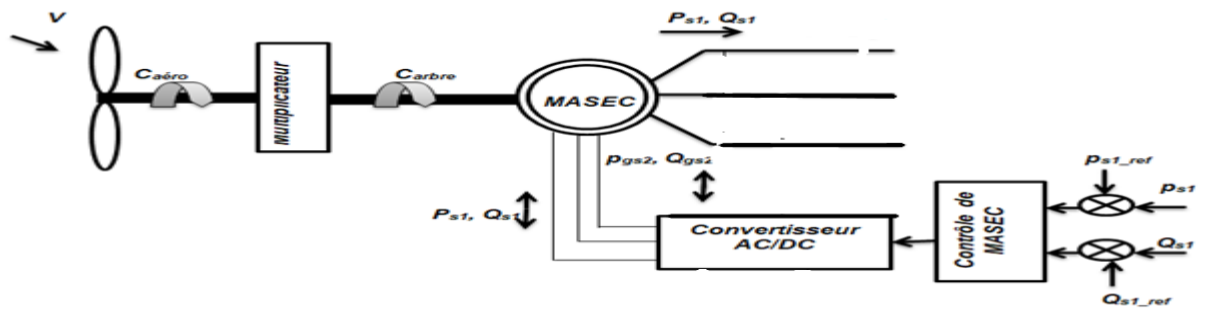 V
Caéro
multiplicateur
Carbre
MASEC
Ps1, Qs1
pgs2, Qgs2
Ps1, Qs1
Convertisseur
AC/DC
Contrôle de
MASEC
ps1_ref
ps1
Qs1
Qs1_ref